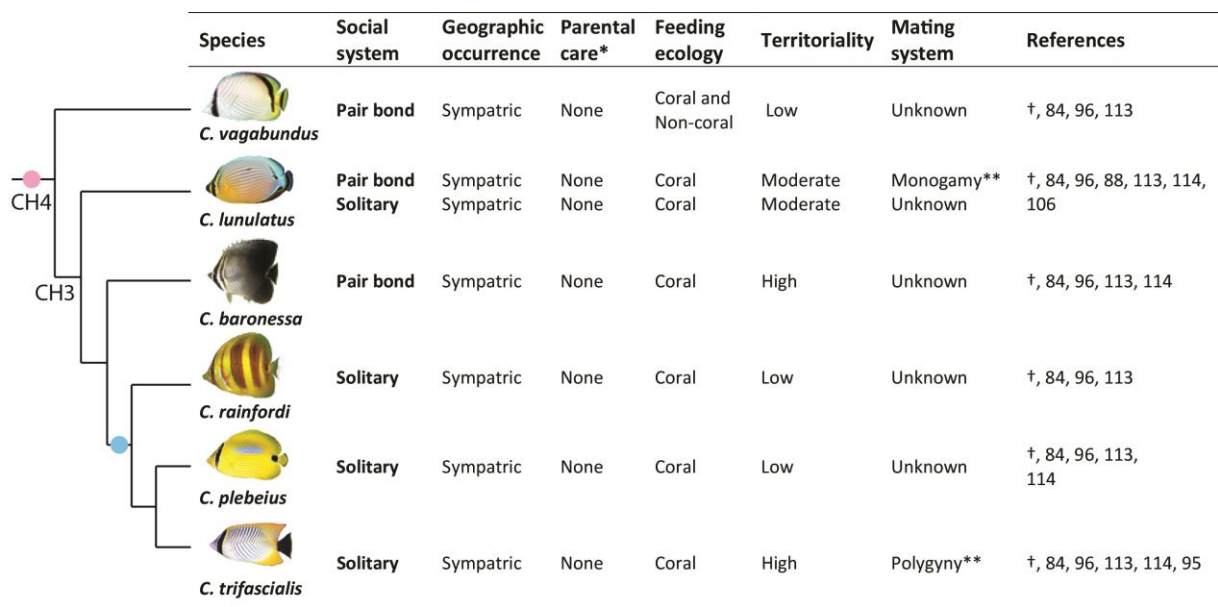 Species Social system Geographic occurrence Parental care* Feeding ecology Territoriality Mating system References
C. vagabundus Pair bond Sympatric None Coral and Non-coral Low Unknown †, 84, 96, 113
CH4
C. lunulatus Pair bond Sympatric None Coral Moderate Monogamy** †, 84, 96, 88, 113, 114,
Solitary Sympatric None Coral Moderate Unknown 106
CH3
C. baronessa Pair bond Sympatric None Coral High Unknown †, 84, 96, 113, 114
C. rainfordi Solitary Sympatric None Coral Low Unknown †, 84, 96, 113
C. plebeius Solitary Sympatric None Coral Low Unknown †, 84, 96, 113,
114
C. trifascialis Solitary Sympatric None Coral High Polygyny** †, 84, 96, 113, 114, 95